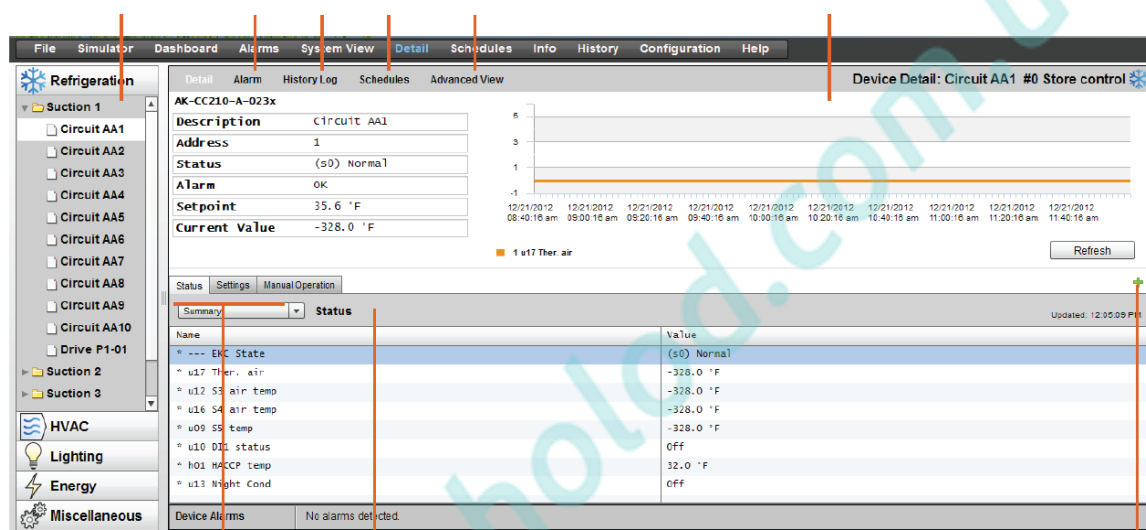 File Simulator Dashboard Alarms System View Detail Schedules Info History Configuration Help
Refrigeration
Suction 1
Circuit AA1
Circuit AA2
Circuit AA3
Circuit AA4
Circuit AA5
Circuit AA6
Circuit AA7
Circuit AA8
Circuit AA9
Circuit AA10
Drive P1-01
Suction 2
Suction 3
HVAC
Lighting
Energy
Miscellaneous
Detail Alarm History Log Schedules Advanced View
Device Detail: Circuit AA1 #0 Store control
AK-CC210-A-023x
Description Circuit AA1
Address 1
Status (s0) Normal
Alarm OK
Setpoint 35.6 °F
Current Value -328.0 °F
5
3
1
-1
12/21/2012 12/21/2012 12/21/2012 12/21/2012 12/21/2012 12/21/2012 12/21/2012 12/21/2012 12/21/2012 12/21/2012
08:40:16 am 09:00:16 am 09:20:16 am 09:40:16 am 10:00:16 am 10:20:16 am 10:40:16 am 11:00:16 am 11:20:16 am 11:40:16 am
1 u17 Ther. air
Refresh
Status Settings Manual Operation
Summary Status
Updated: 12:05:09 PM
Name Value
* --- EKC State (s0) Normal
* u17 Ther. air -328.0 °F
* u12 S3 air temp -328.0 °F
* u16 S4 air temp -328.0 °F
* u09 S5 temp -328.0 °F
* u10 DI1 status Off
* h01 HACCP temp 32.0 °F
* u13 Night Cond Off
Device Alarms No alarms detected.
holod.com